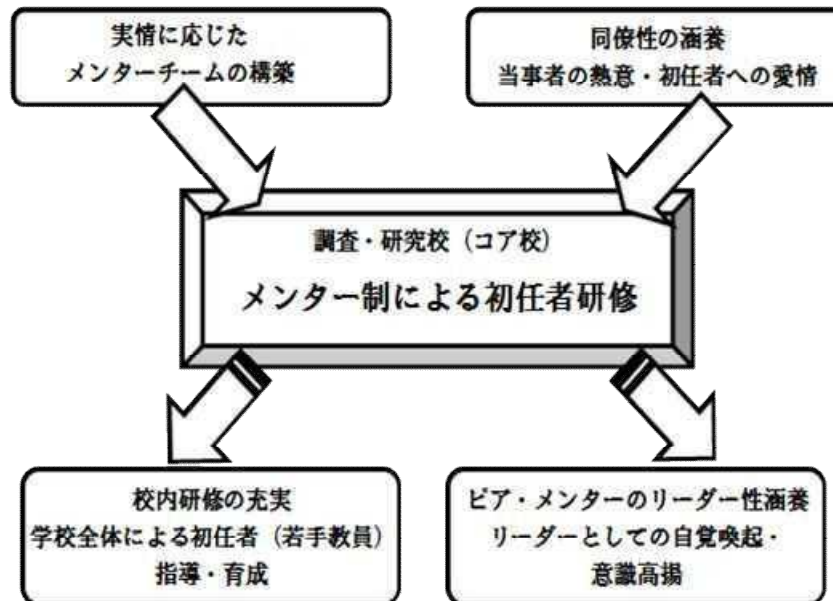 実情に応じた
メンターチームの構築
同僚性の涵養
当事者の熱意・初任者への愛情
調査・研究校（コア校）
メンター制による初任者研修
校内研修の充実
学校全体による初任者（若手教員）
指導・育成
ピア・メンターのリーダー性涵養
リーダーとしての自覚喚起・
意識高揚